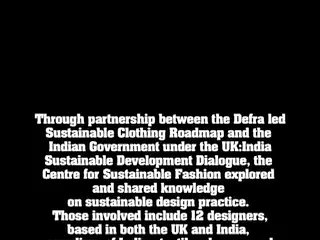 Through partnership between the Defra led
Sustainable Clothing Roadmap and the
Indian Government under the UK:India
Sustainable Development Dialogue, the
Centre for Sustainable Fashion explored
and shared knowledge
on sustainable design practice.
Those involved include 12 designers,
based in both the UK and India,